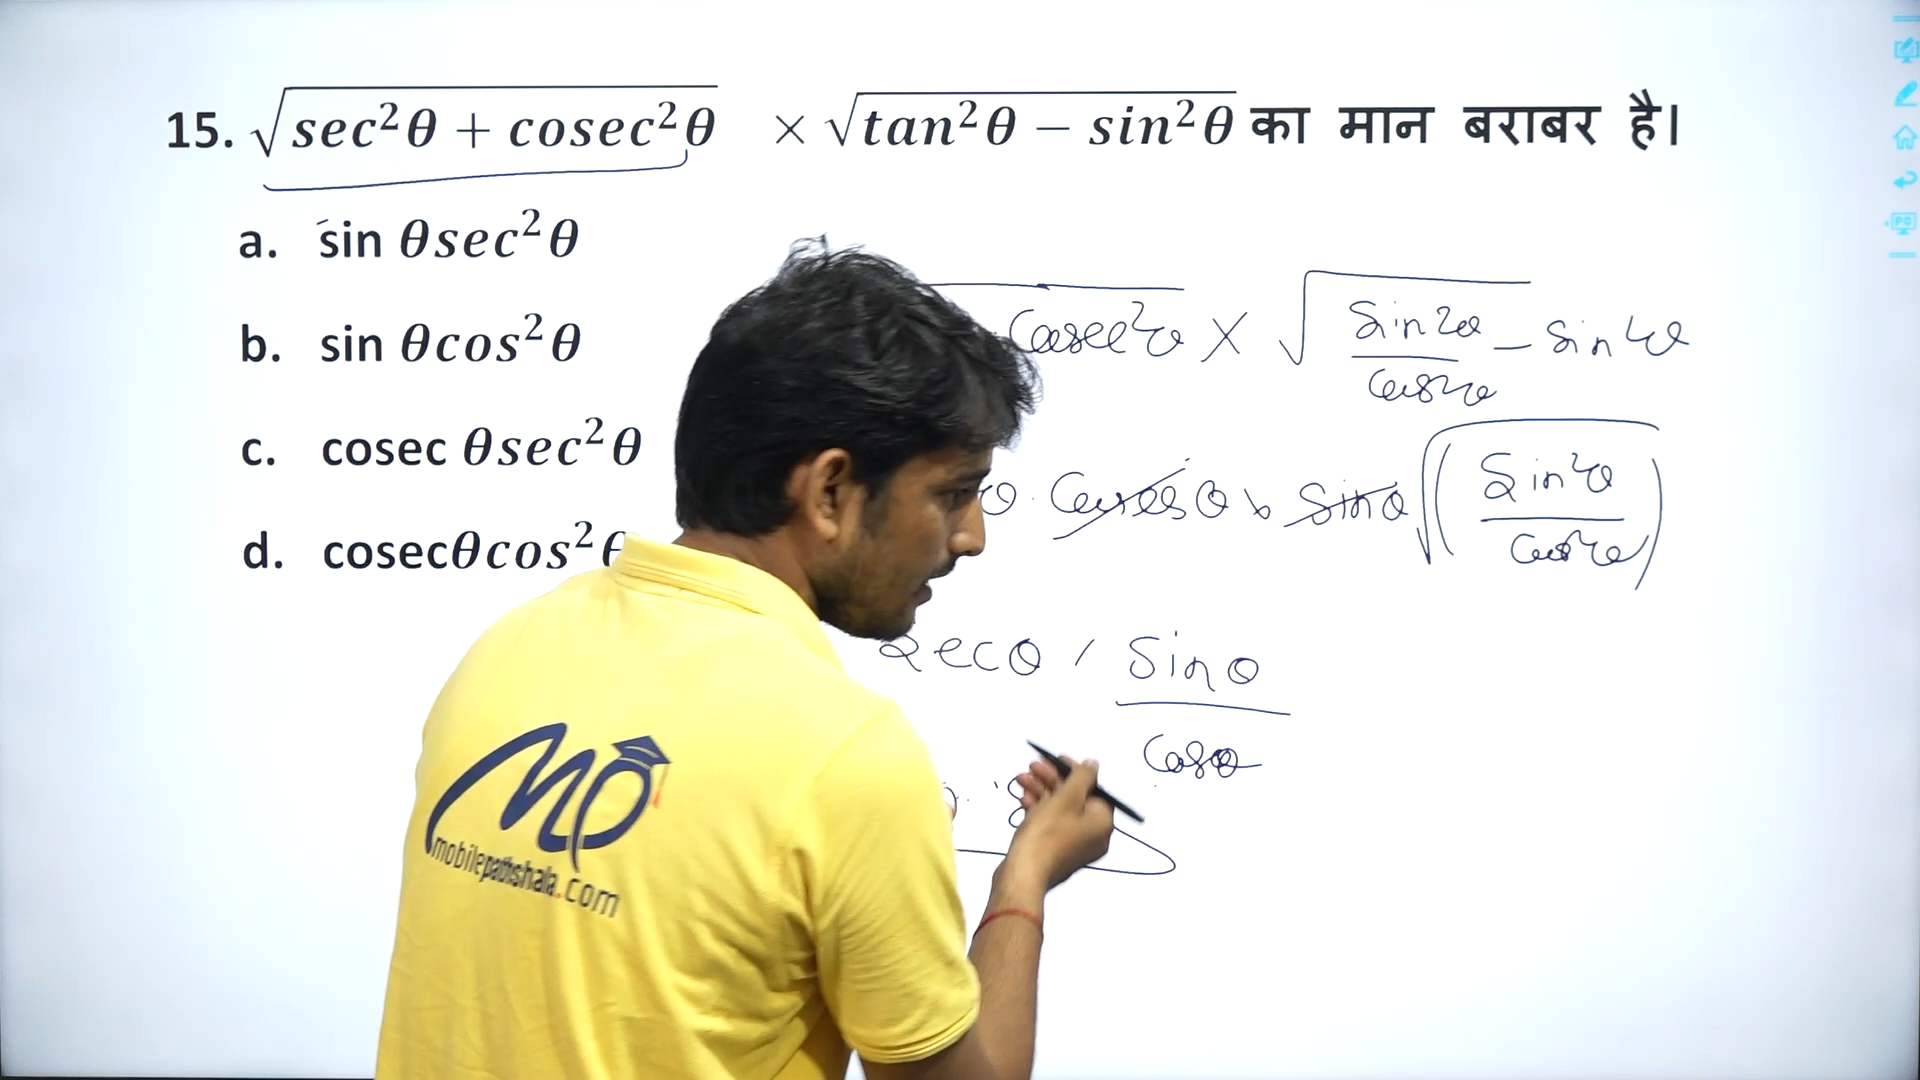 15. √sec²θ + cosec²θ × √tan²θ − sin²θ का मान बराबर है।
a. sin θsec²θ
b. sin θcos²θ
c. cosec θsec²θ
d. cosecθcos²θ
cosec²θ × √ sin²θ / cos²θ − sin²θ
θ · cosecθ × sinθ √( sin²θ / cos²θ )
secθ / sinθ
cosθ
mobilepathshala.com